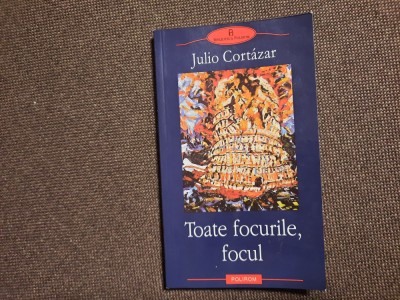 Julio Cortázar
Toate focurile,
focul
POLIROM